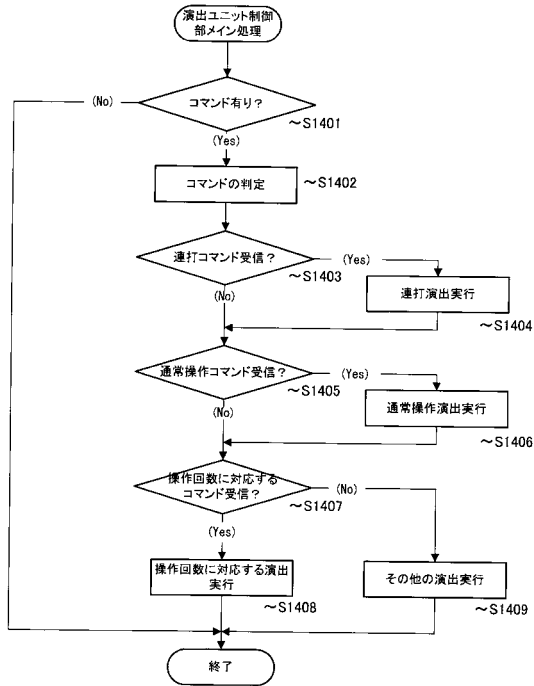 演出ユニット制御
部メイン処理
コマンド有り?
(No)
~S1401
(Yes)
コマンドの判定
~S1402
連打コマンド受信?
(Yes)
~S1403
(No)
連打演出実行
~S1404
通常操作コマンド受信?
(Yes)
~S1405
(No)
通常操作演出実行
~S1406
操作回数に対応する
コマンド受信?
(No)
~S1407
(Yes)
操作回数に対応する演出
実行
~S1408
その他の演出実行
~S1409
終了